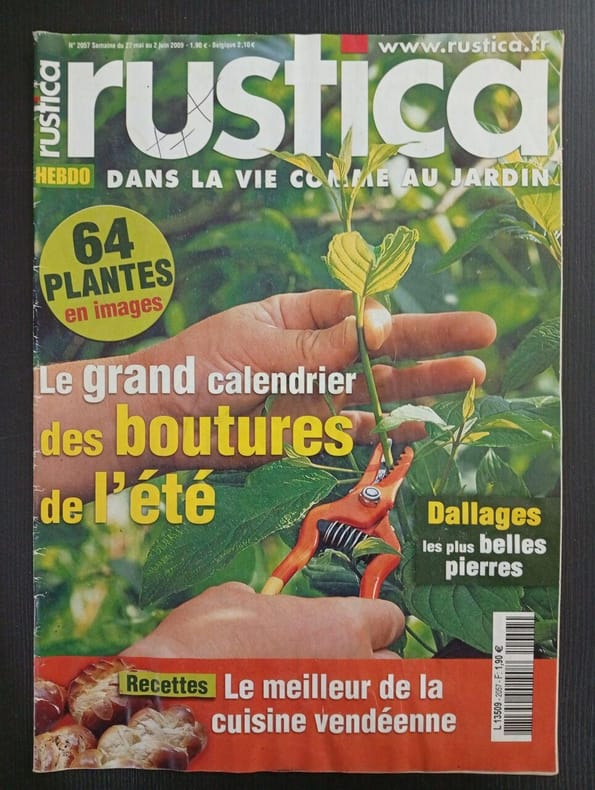 N° 2057 Semaine du 27 mai au 2 juin 2009 - 1,90 € - Belgique 2,10 €
www.rustica.fr
rustica
rustica
HEBDO
DANS LA VIE COMME AU JARDIN
64
PLANTES
en images
Le grand calendrier
des boutures
de l'été
Dallages
les plus belles
pierres
Recettes
Le meilleur de la
cuisine vendéenne
L 13509 - 2057 - F: 1,90 €